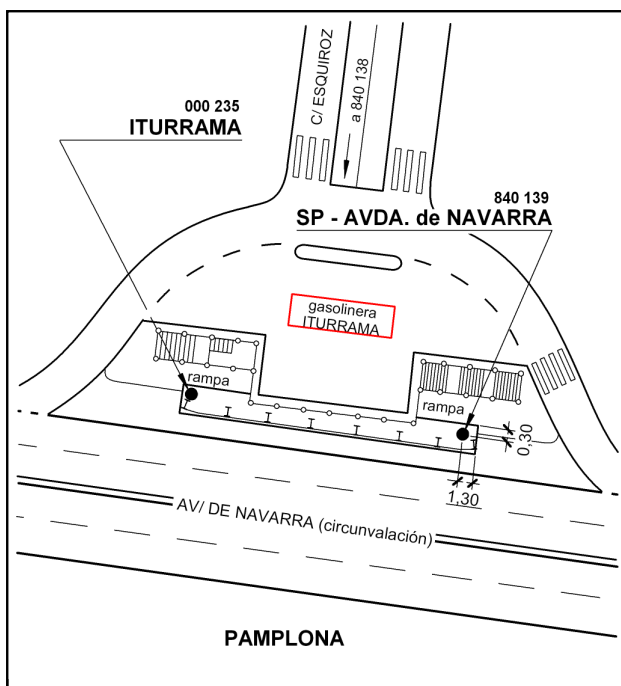 C/ ESQUIROZ
a 840 138
000 235
ITURRAMA
840 139
SP - AVDA. de NAVARRA
gasolinera
ITURRAMA
rampa
rampa
0,30
1,30
AV/ DE NAVARRA (circunvalación)
PAMPLONA